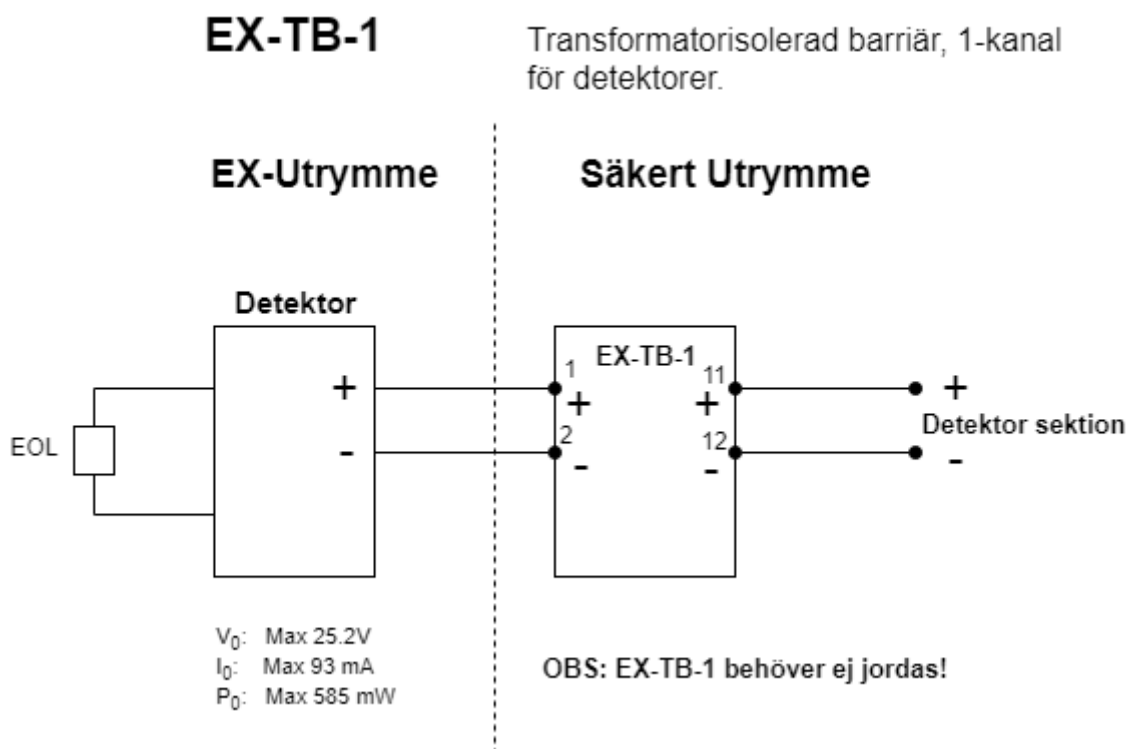 EX-TB-1
Transformatorisolerad barriär, 1-kanal
för detektorer.
EX-Utrymme
Säkert Utrymme
Detektor
EX-TB-1
1
11
+
+
+
+
Detektor sektion
EOL
2
12
-
-
-
-
V₀: Max 25.2V
I₀: Max 93 mA
P₀: Max 585 mW
OBS: EX-TB-1 behöver ej jordas!